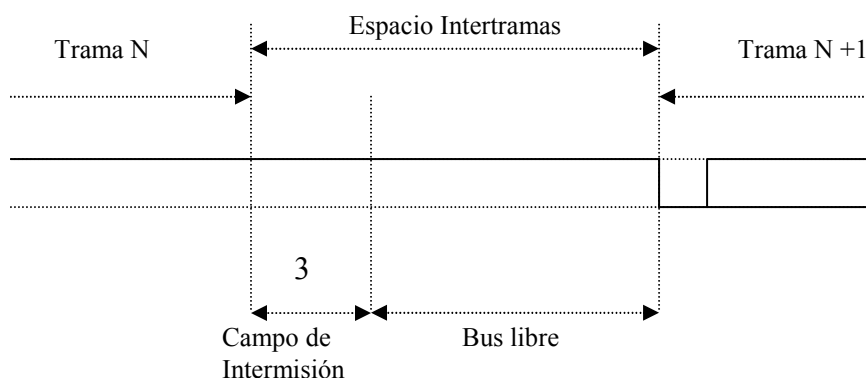 Espacio Intertramas
Trama N
Trama N +1
3
Campo de
Intermisión
Bus libre